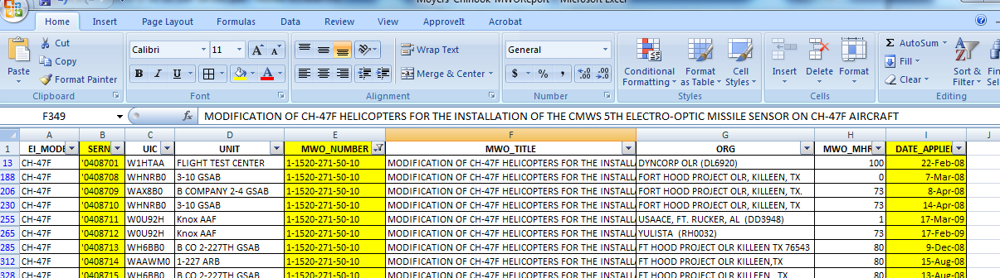 Moyers Chinook MWOReport - Microsoft Excel
Home Insert Page Layout Formulas Data Review View ApproveIt Acrobat
Paste Cut Copy Format Painter Clipboard
Calibri 11 A A B I U A Font
Wrap Text Merge & Center Alignment
General $ % , .0 .00 .00 .0 Number
Conditional Formatting Format as Table Cell Styles Styles
Insert Delete Format Cells
Σ AutoSum Fill Clear Sort & Filter Editing
F349 fx MODIFICATION OF CH-47F HELICOPTERS FOR THE INSTALLATION OF THE CMWS 5TH ELECTRO-OPTIC MISSILE SENSOR ON CH-47F AIRCRAFT
A B C D E F G H I J
1 EI_MODE SERN UIC UNIT MWO_NUMBER MWO_TITLE ORG MWO_MHR DATE_APPLIE
13 CH-47F '0408701 W1HTAA FLIGHT TEST CENTER 1-1520-271-50-10 MODIFICATION OF CH-47F HELICOPTERS FOR THE INSTALLA DYNCORP OLR (DL6920) 100 22-Feb-08
188 CH-47F '0408708 WHNRB0 3-10 GSAB 1-1520-271-50-10 MODIFICATION OF CH-47F HELICOPTERS FOR THE INSTALLA FORT HOOD PROJECT OLR, KILLEEN, TX 0 7-Mar-08
206 CH-47F '0408709 WAX8B0 B COMPANY 2-4 GSAB 1-1520-271-50-10 MODIFICATION OF CH-47F HELICOPTERS FOR THE INSTALLA FORT HOOD PROJECT OLR, KILLEEN, TX. 73 8-Apr-08
230 CH-47F '0408710 WHNRB0 3-10 GSAB 1-1520-271-50-10 MODIFICATION OF CH-47F HELICOPTERS FOR THE INSTALLA FORT HOOD PROJECT OLR, KILLEEN, TX 73 14-Apr-08
255 CH-47F '0408711 W0U92H Knox AAF 1-1520-271-50-10 MODIFICATION OF CH-47F HELICOPTERS FOR THE INSTALLA USAACE, FT. RUCKER, AL (DD3948) 1 17-Mar-09
265 CH-47F '0408712 W0U92H Knox AAF 1-1520-271-50-10 MODIFICATION OF CH-47F HELICOPTERS FOR THE INSTALLA YULISTA (RH0032) 73 17-Feb-09
285 CH-47F '0408713 WH6BB0 B CO 2-227TH GSAB 1-1520-271-50-10 MODIFICATION OF CH-47F HELICOPTERS FOR THE INSTALLA FT HOOD PROJECT OLR KILLEEN TX 76543 80 9-Dec-08
312 CH-47F '0408714 WAAWM0 1-227 ARB 1-1520-271-50-10 MODIFICATION OF CH-47F HELICOPTERS FOR THE INSTALLA FT HOOD PROJECT OLR KILLEEN,TX 80 15-Aug-08
328 CH-47F '0408715 WH6BB0 B CO 2-227TH GSAB 1-1520-271-50-10 MODIFICATION OF CH-47F HELICOPTERS FOR THE INSTALLA FT HOOD PROJECT OLR KILLEEN, TX 80 13-Aug-08